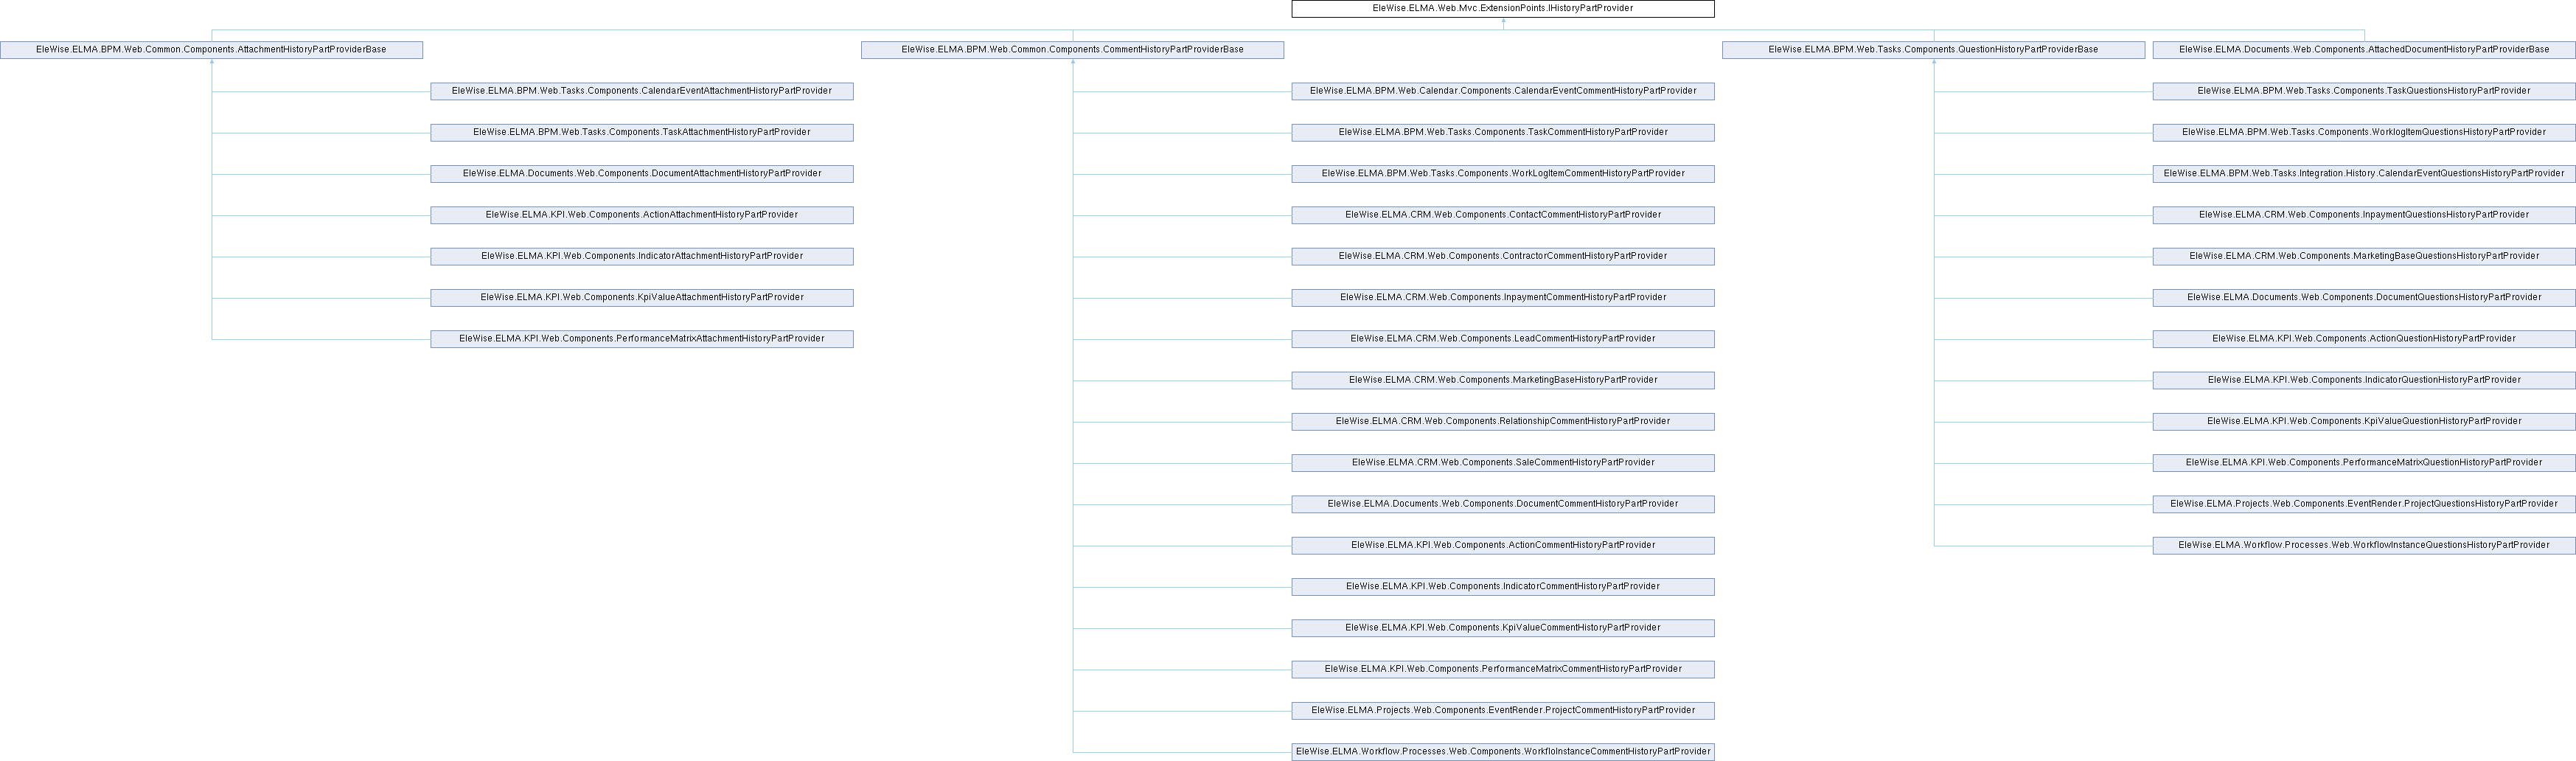 EleWise.ELMA.Web.Mvc.ExtensionPoints.IHistoryPartProvider
EleWise.ELMA.BPM.Web.Common.Components.AttachmentHistoryPartProviderBase
EleWise.ELMA.BPM.Web.Common.Components.CommentHistoryPartProviderBase
EleWise.ELMA.BPM.Web.Tasks.Components.QuestionHistoryPartProviderBase
EleWise.ELMA.Documents.Web.Components.AttachedDocumentHistoryPartProviderBase
EleWise.ELMA.BPM.Web.Tasks.Components.CalendarEventAttachmentHistoryPartProvider
EleWise.ELMA.BPM.Web.Calendar.Components.CalendarEventCommentHistoryPartProvider
EleWise.ELMA.BPM.Web.Tasks.Components.TaskQuestionsHistoryPartProvider
EleWise.ELMA.BPM.Web.Tasks.Components.TaskAttachmentHistoryPartProvider
EleWise.ELMA.BPM.Web.Tasks.Components.TaskCommentHistoryPartProvider
EleWise.ELMA.BPM.Web.Tasks.Components.WorklogItemQuestionsHistoryPartProvider
EleWise.ELMA.Documents.Web.Components.DocumentAttachmentHistoryPartProvider
EleWise.ELMA.BPM.Web.Tasks.Components.WorkLogItemCommentHistoryPartProvider
EleWise.ELMA.BPM.Web.Tasks.Integration.History.CalendarEventQuestionsHistoryPartProvider
EleWise.ELMA.KPI.Web.Components.ActionAttachmentHistoryPartProvider
EleWise.ELMA.CRM.Web.Components.ContactCommentHistoryPartProvider
EleWise.ELMA.CRM.Web.Components.InpaymentQuestionsHistoryPartProvider
EleWise.ELMA.KPI.Web.Components.IndicatorAttachmentHistoryPartProvider
EleWise.ELMA.CRM.Web.Components.ContractorCommentHistoryPartProvider
EleWise.ELMA.CRM.Web.Components.MarketingBaseQuestionsHistoryPartProvider
EleWise.ELMA.KPI.Web.Components.KpiValueAttachmentHistoryPartProvider
EleWise.ELMA.CRM.Web.Components.InpaymentCommentHistoryPartProvider
EleWise.ELMA.Documents.Web.Components.DocumentQuestionsHistoryPartProvider
EleWise.ELMA.KPI.Web.Components.PerformanceMatrixAttachmentHistoryPartProvider
EleWise.ELMA.CRM.Web.Components.LeadCommentHistoryPartProvider
EleWise.ELMA.KPI.Web.Components.ActionQuestionHistoryPartProvider
EleWise.ELMA.CRM.Web.Components.MarketingBaseHistoryPartProvider
EleWise.ELMA.KPI.Web.Components.IndicatorQuestionHistoryPartProvider
EleWise.ELMA.CRM.Web.Components.RelationshipCommentHistoryPartProvider
EleWise.ELMA.KPI.Web.Components.KpiValueQuestionHistoryPartProvider
EleWise.ELMA.CRM.Web.Components.SaleCommentHistoryPartProvider
EleWise.ELMA.KPI.Web.Components.PerformanceMatrixQuestionHistoryPartProvider
EleWise.ELMA.Documents.Web.Components.DocumentCommentHistoryPartProvider
EleWise.ELMA.Projects.Web.Components.EventRender.ProjectQuestionsHistoryPartProvider
EleWise.ELMA.KPI.Web.Components.ActionCommentHistoryPartProvider
EleWise.ELMA.Workflow.Processes.Web.WorkflowInstanceQuestionsHistoryPartProvider
EleWise.ELMA.KPI.Web.Components.IndicatorCommentHistoryPartProvider
EleWise.ELMA.KPI.Web.Components.KpiValueCommentHistoryPartProvider
EleWise.ELMA.KPI.Web.Components.PerformanceMatrixCommentHistoryPartProvider
EleWise.ELMA.Projects.Web.Components.EventRender.ProjectCommentHistoryPartProvider
EleWise.ELMA.Workflow.Processes.Web.Components.WorkfloInstanceCommentHistoryPartProvider